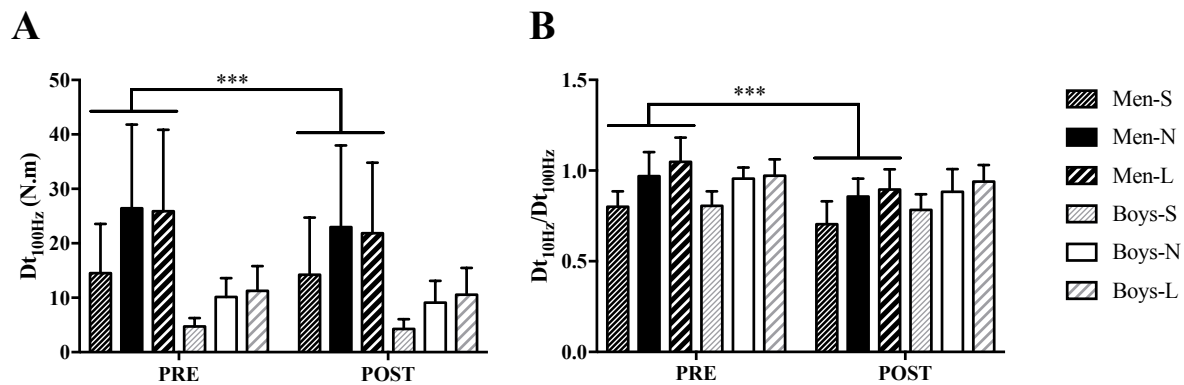 A
B
50
40
30
20
10
0
Dt100Hz (N.m)
***
PRE
POST
1.5
1.0
0.5
0.0
Dt10Hz/Dt100Hz
***
PRE
POST
Men-S
Men-N
Men-L
Boys-S
Boys-N
Boys-L